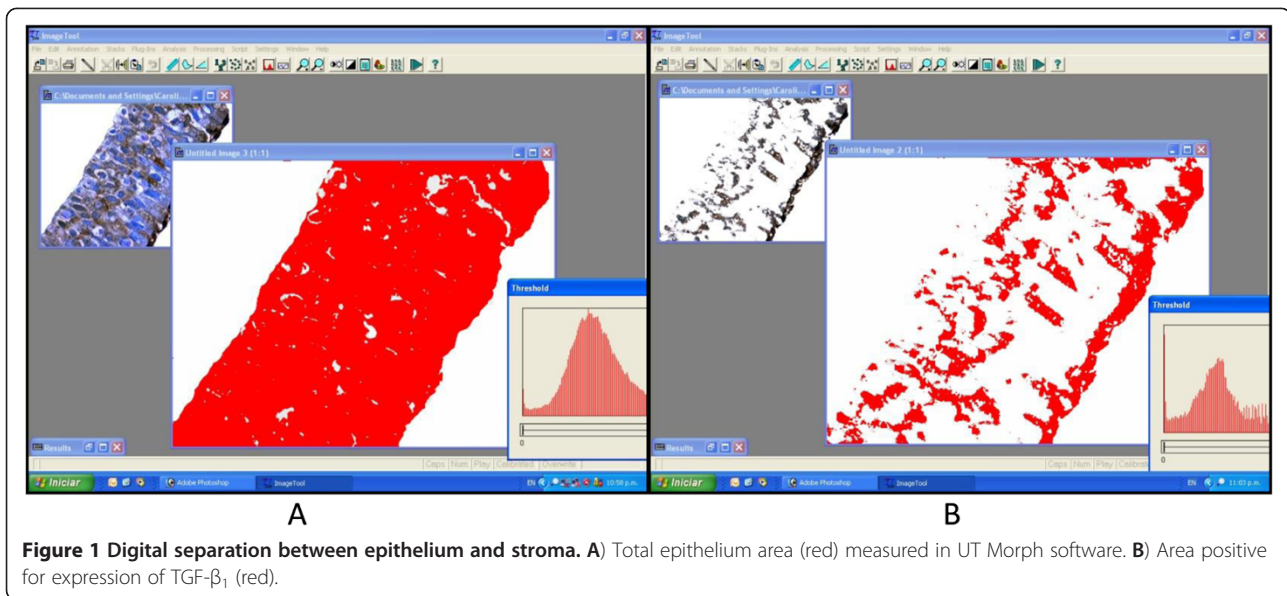 ImageTool
File Edit Annotation Stacks Plug-Ins Analysis Processing Script Settings Window Help
C:\Documents and Settings\Caroli...
Untitled Image 3 (1:1)
Threshold
0
Results
Caps Num Play Calibrated Overwrite
Iniciar Adobe Photoshop ImageTool EN 10:58 p.m.
A
ImageTool
File Edit Annotation Stacks Plug-Ins Analysis Processing Script Settings Window Help
C:\Documents and Settings\Caroli...
Untitled Image 2 (1:1)
Threshold
0
Results
Caps Num Play
Iniciar Adobe Photoshop ImageTool EN 11:03 p.m.
B
Figure 1 Digital separation between epithelium and stroma. A) Total epithelium area (red) measured in UT Morph software. B) Area positive
for expression of TGF-β₁ (red).